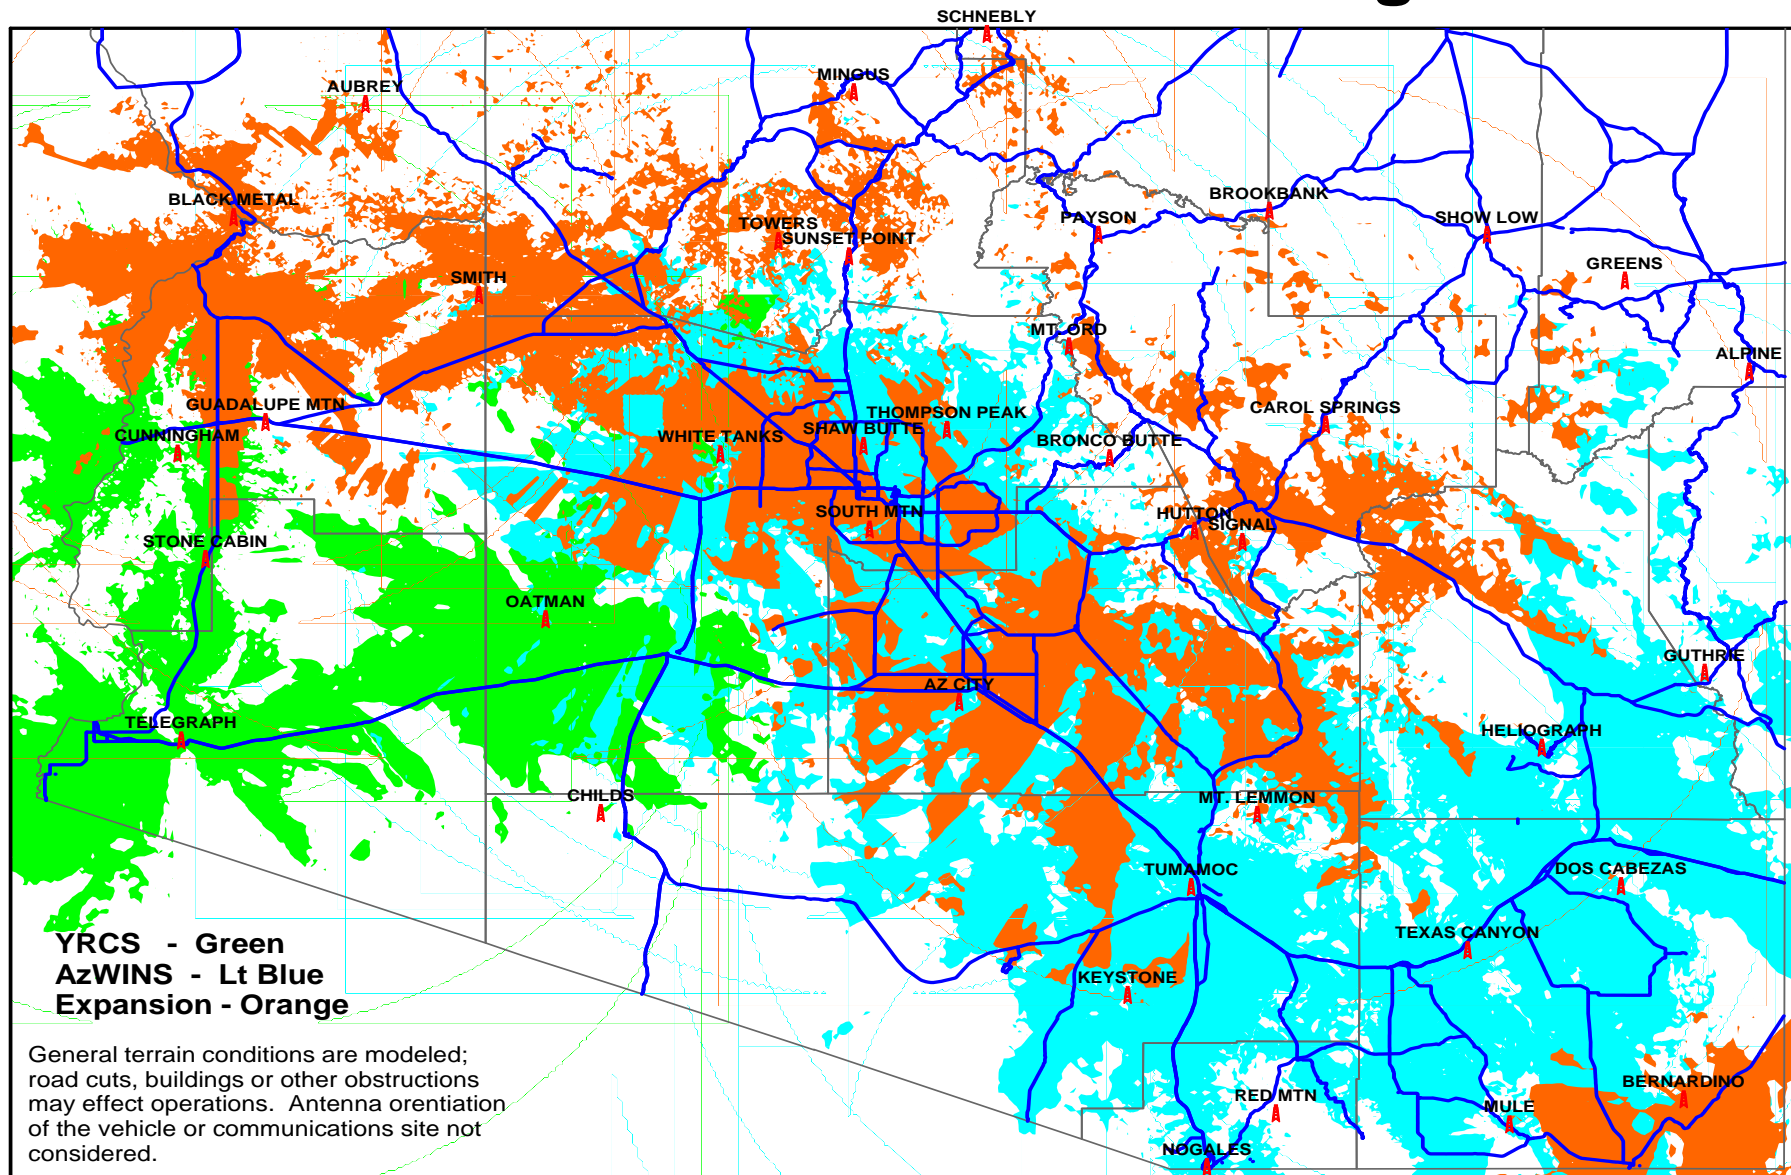 SCHNEBLY
MINGUS
AUBREY
BLACK METAL
BROOKBANK
PAYSON
SHOW LOW
TOWERS
SUNSET POINT
GREENS
SMITH
MT. ORD
ALPINE
GUADALUPE MTN
CAROL SPRINGS
THOMPSON PEAK
SHAW BUTTE
CUNNINGHAM
WHITE TANKS
BRONCO BUTTE
SOUTH MTN
HUTTON
SIGNAL
STONE CABIN
OATMAN
GUTHRIE
AZ CITY
TELEGRAPH
HELIOGRAPH
CHILDS
MT. LEMMON
TUMAMOC
DOS CABEZAS
TEXAS CANYON
KEYSTONE
BERNARDINO
RED MTN
MULE
NOGALES
YRCS - Green
AzWINS - Lt Blue
Expansion - Orange
General terrain conditions are modeled;
road cuts, buildings or other obstructions
may effect operations. Antenna orentiation
of the vehicle or communications site not
considered.